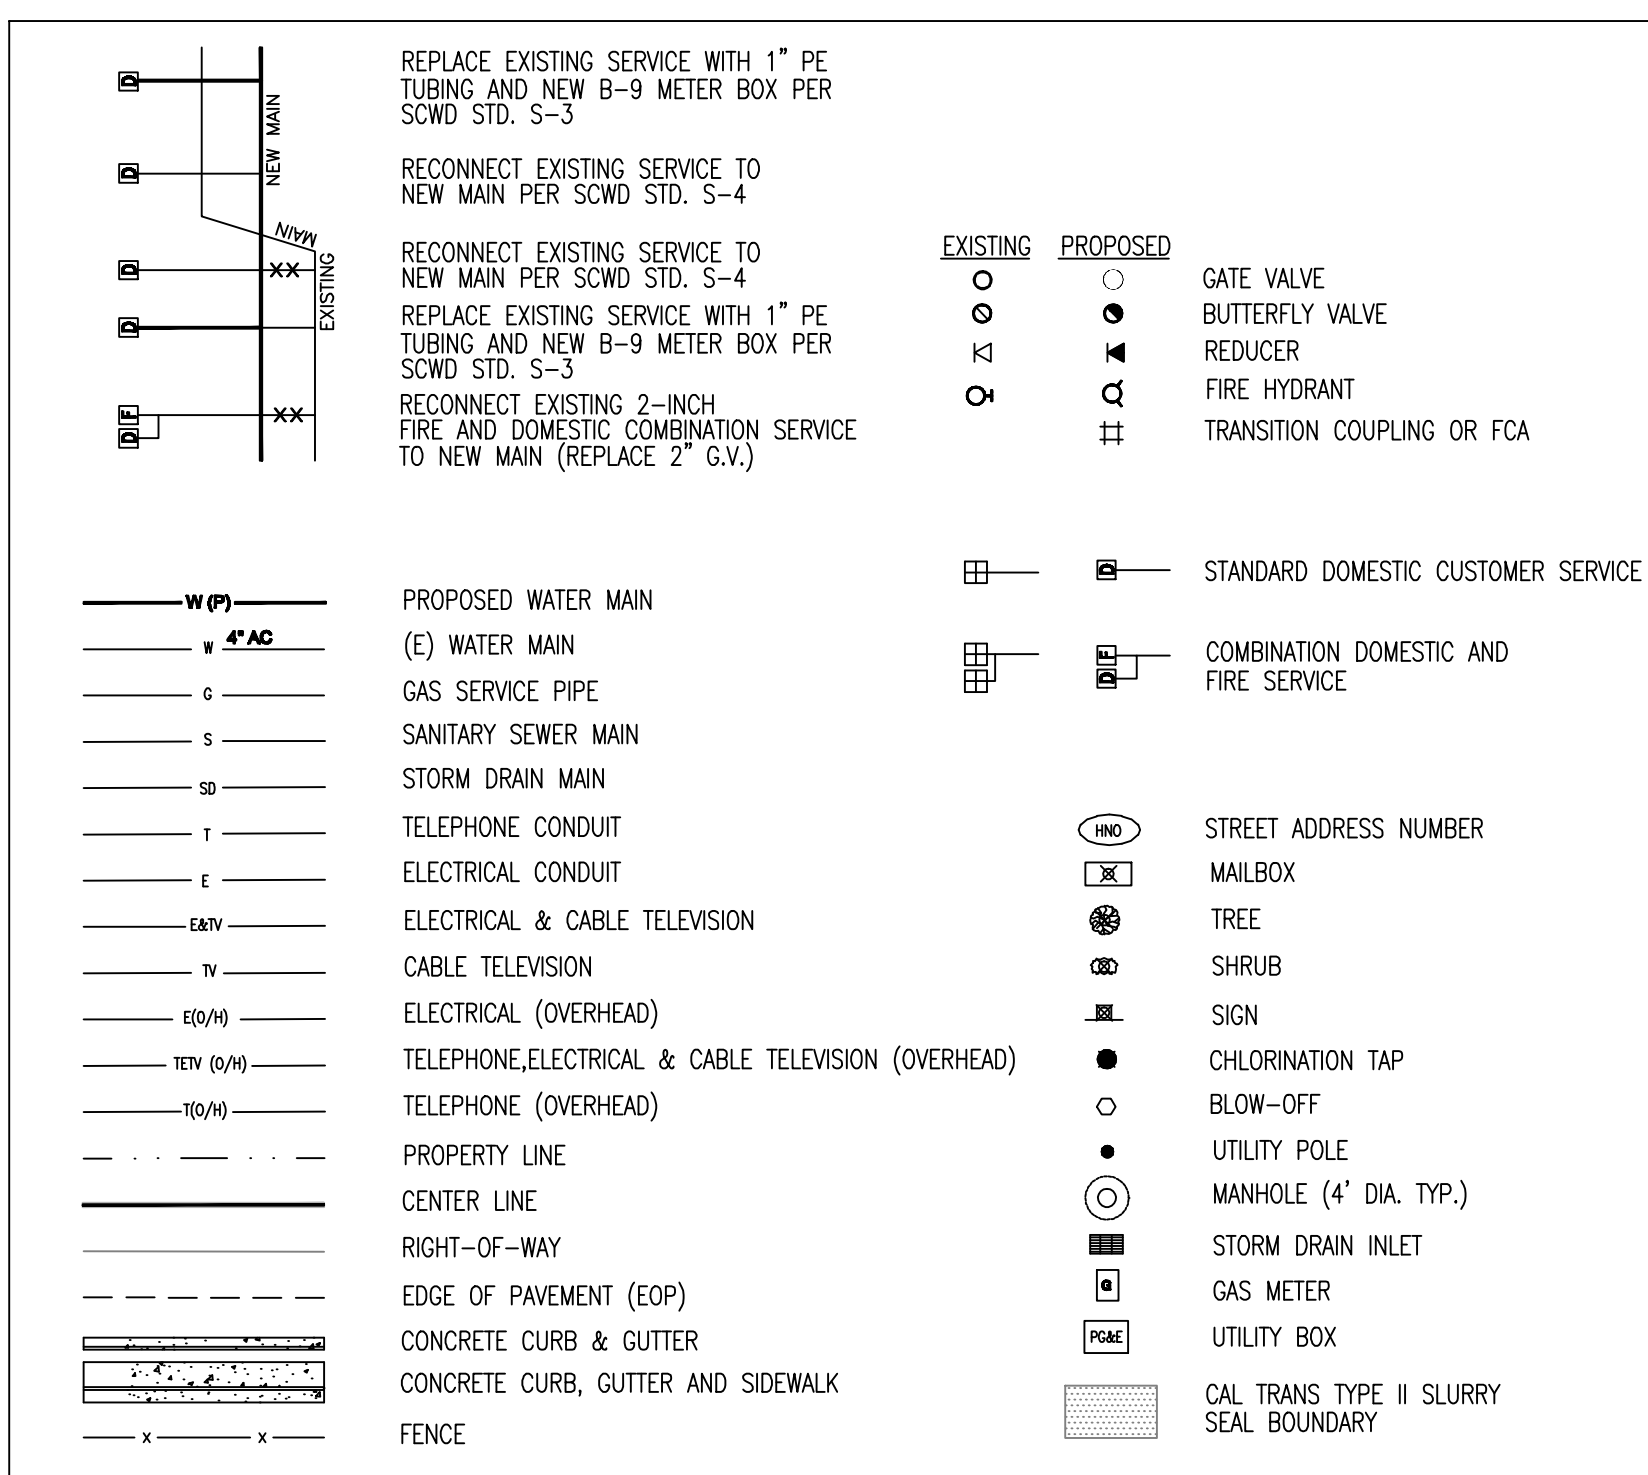 REPLACE EXISTING SERVICE WITH 1" PE
TUBING AND NEW B-9 METER BOX PER
SCWD STD. S-3
D
NEW MAIN
RECONNECT EXISTING SERVICE TO
NEW MAIN PER SCWD STD. S-4
D
MAIN
EXISTING
RECONNECT EXISTING SERVICE TO
NEW MAIN PER SCWD STD. S-4
D
XX
REPLACE EXISTING SERVICE WITH 1" PE
TUBING AND NEW B-9 METER BOX PER
SCWD STD. S-3
D
RECONNECT EXISTING 2-INCH
FIRE AND DOMESTIC COMBINATION SERVICE
TO NEW MAIN (REPLACE 2" G.V.)
F
D
XX
EXISTING PROPOSED
GATE VALVE
BUTTERFLY VALVE
REDUCER
FIRE HYDRANT
TRANSITION COUPLING OR FCA
D STANDARD DOMESTIC CUSTOMER SERVICE
F COMBINATION DOMESTIC AND
D FIRE SERVICE
W (P) PROPOSED WATER MAIN
W 4" AC (E) WATER MAIN
G GAS SERVICE PIPE
S SANITARY SEWER MAIN
SD STORM DRAIN MAIN
T TELEPHONE CONDUIT
E ELECTRICAL CONDUIT
E&TV ELECTRICAL & CABLE TELEVISION
TV CABLE TELEVISION
E(O/H) ELECTRICAL (OVERHEAD)
TETV (O/H) TELEPHONE,ELECTRICAL & CABLE TELEVISION (OVERHEAD)
T(O/H) TELEPHONE (OVERHEAD)
PROPERTY LINE
CENTER LINE
RIGHT-OF-WAY
EDGE OF PAVEMENT (EOP)
CONCRETE CURB & GUTTER
CONCRETE CURB, GUTTER AND SIDEWALK
X X FENCE
HNO STREET ADDRESS NUMBER
MAILBOX
TREE
SHRUB
SIGN
CHLORINATION TAP
BLOW-OFF
UTILITY POLE
MANHOLE (4' DIA. TYP.)
STORM DRAIN INLET
G GAS METER
PG&E UTILITY BOX
CAL TRANS TYPE II SLURRY
SEAL BOUNDARY